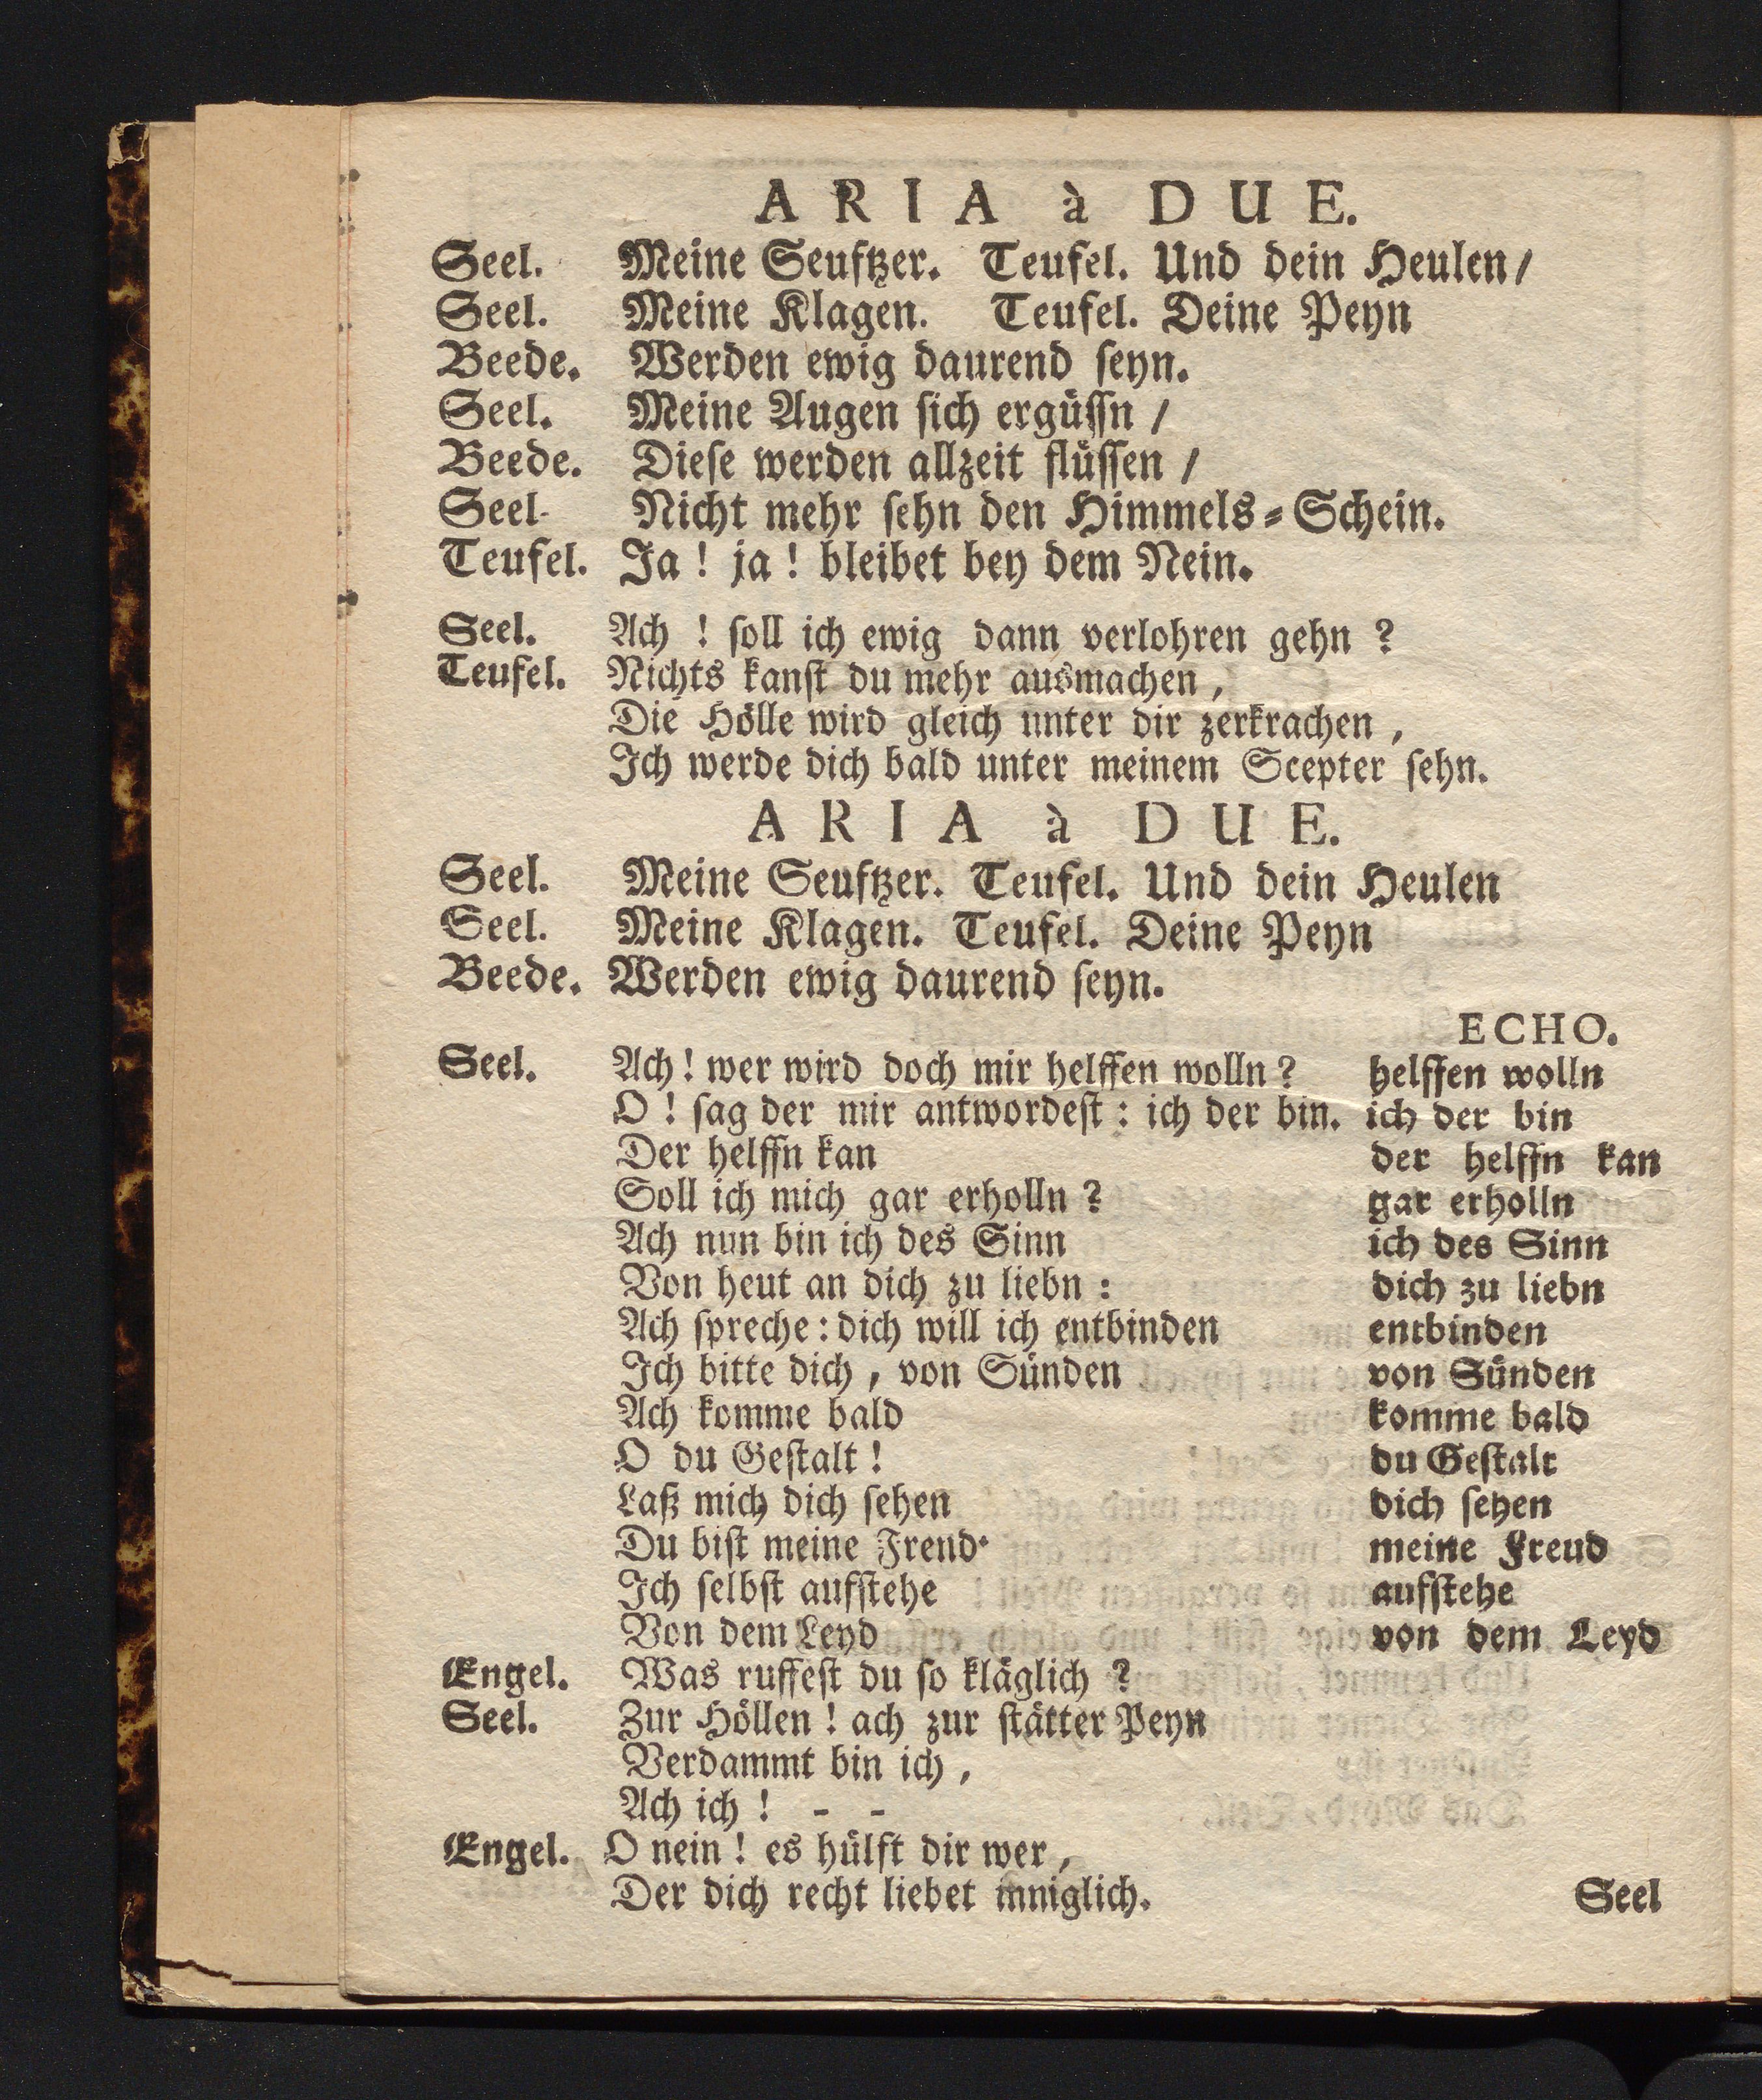 ARIA à DUE.
Seel. Meine Seuftzer. Teufel. Und dein Heulen /
Seel. Meine Klagen. Teufel. Deine Peyn
Beede. Werden ewig daurend ſeyn.
Seel. Meine Augen ſich ergüſſn /
Beede. Dieſe werden allzeit flüſſen /
Seel. Nicht mehr ſehn den Himmels⸗Schein.
Teufel. Ja ! ja ! bleibet bey dem Nein.
Seel. Ach ! ſoll ich ewig dann verlohren gehn ?
Teufel. Nichts kanſt du mehr ausmachen,
Die Hölle wird gleich unter dir zerkrachen,
Ich werde dich bald unter meinem Scepter ſehn.
ARIA à DUE.
Seel. Meine Seuftzer. Teufel. Und dein Heulen
Seel. Meine Klagen. Teufel. Deine Peyn
Beede. Werden ewig daurend ſeyn.
ECHO.
Seel. Ach ! wer wird doch mir helffen wolln ? helffen wolln
O ! ſag der mir antwordeſt : ich der bin. ich der bin
Der helffn kan der helffn kan
Soll ich mich gar erholln ? gar erholln
Ach nun bin ich des Sinn ich des Sinn
Von heut an dich zu liebn : dich zu liebn
Ach ſpreche : dich will ich entbinden entbinden
Ich bitte dich, von Sünden von Sünden
Ach komme bald komme bald
O du Geſtalt ! du Geſtalt
Laß mich dich ſehen dich ſehen
Du biſt meine Freud. meine Freud
Ich ſelbſt aufſtehe aufſtehe
Von dem Leyd von dem Leyd
Engel. Was ruffeſt du ſo kläglich ?
Seel. Zur Höllen ! ach zur ſtätter Peyn
Verdammt bin ich,
Ach ich ! - -
Engel. O nein ! es hülft dir wer,
Der dich recht liebet inniglich. Seel